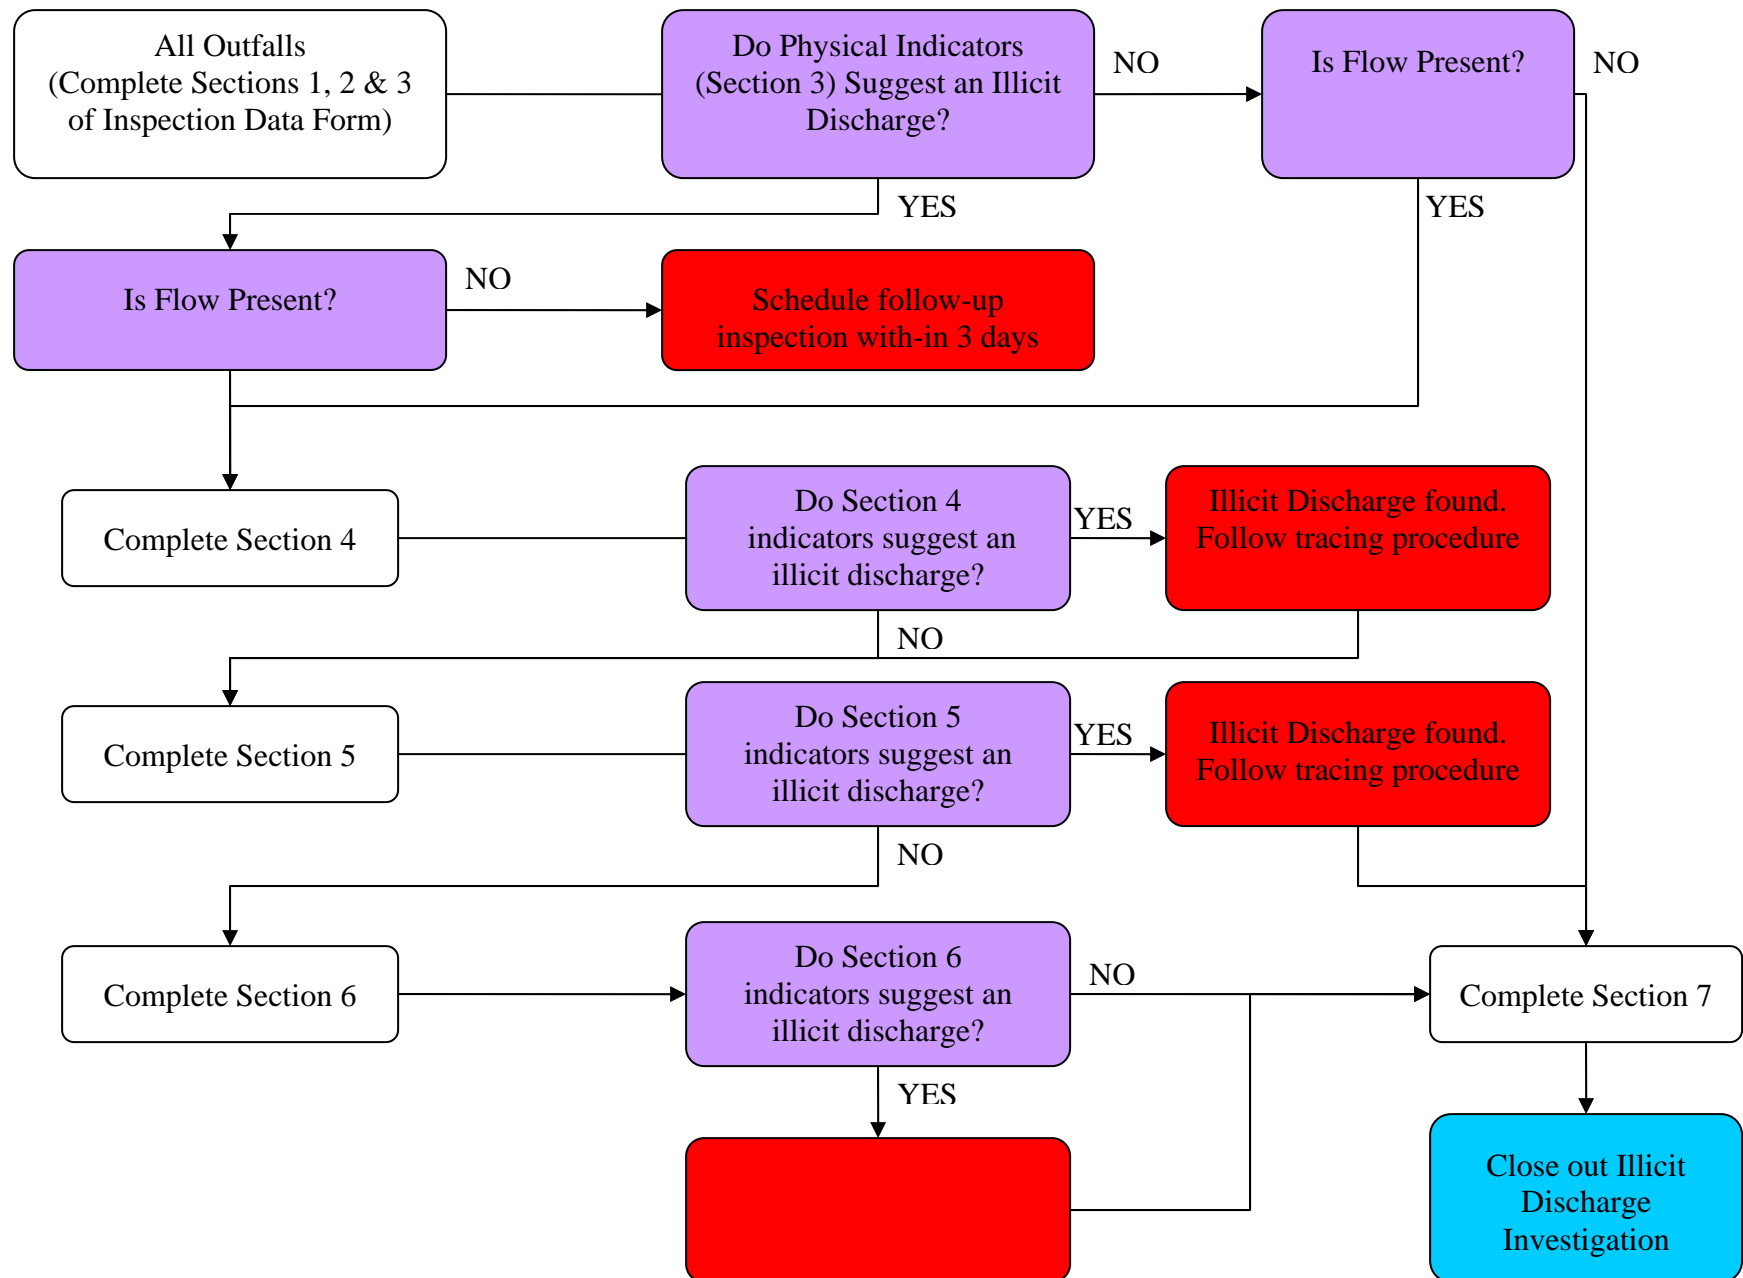 All Outfalls
(Complete Sections 1, 2 & 3
of Inspection Data Form)
Do Physical Indicators
(Section 3) Suggest an Illicit
Discharge?
NO
Is Flow Present?
NO
YES
YES
Is Flow Present?
NO
Schedule follow-up
inspection with-in 3 days
Complete Section 4
Do Section 4
indicators suggest an
illicit discharge?
YES
Illicit Discharge found.
Follow tracing procedure
NO
Complete Section 5
Do Section 5
indicators suggest an
illicit discharge?
YES
Illicit Discharge found.
Follow tracing procedure
NO
Complete Section 6
Do Section 6
indicators suggest an
illicit discharge?
NO
Complete Section 7
YES
Close out Illicit
Discharge
Investigation